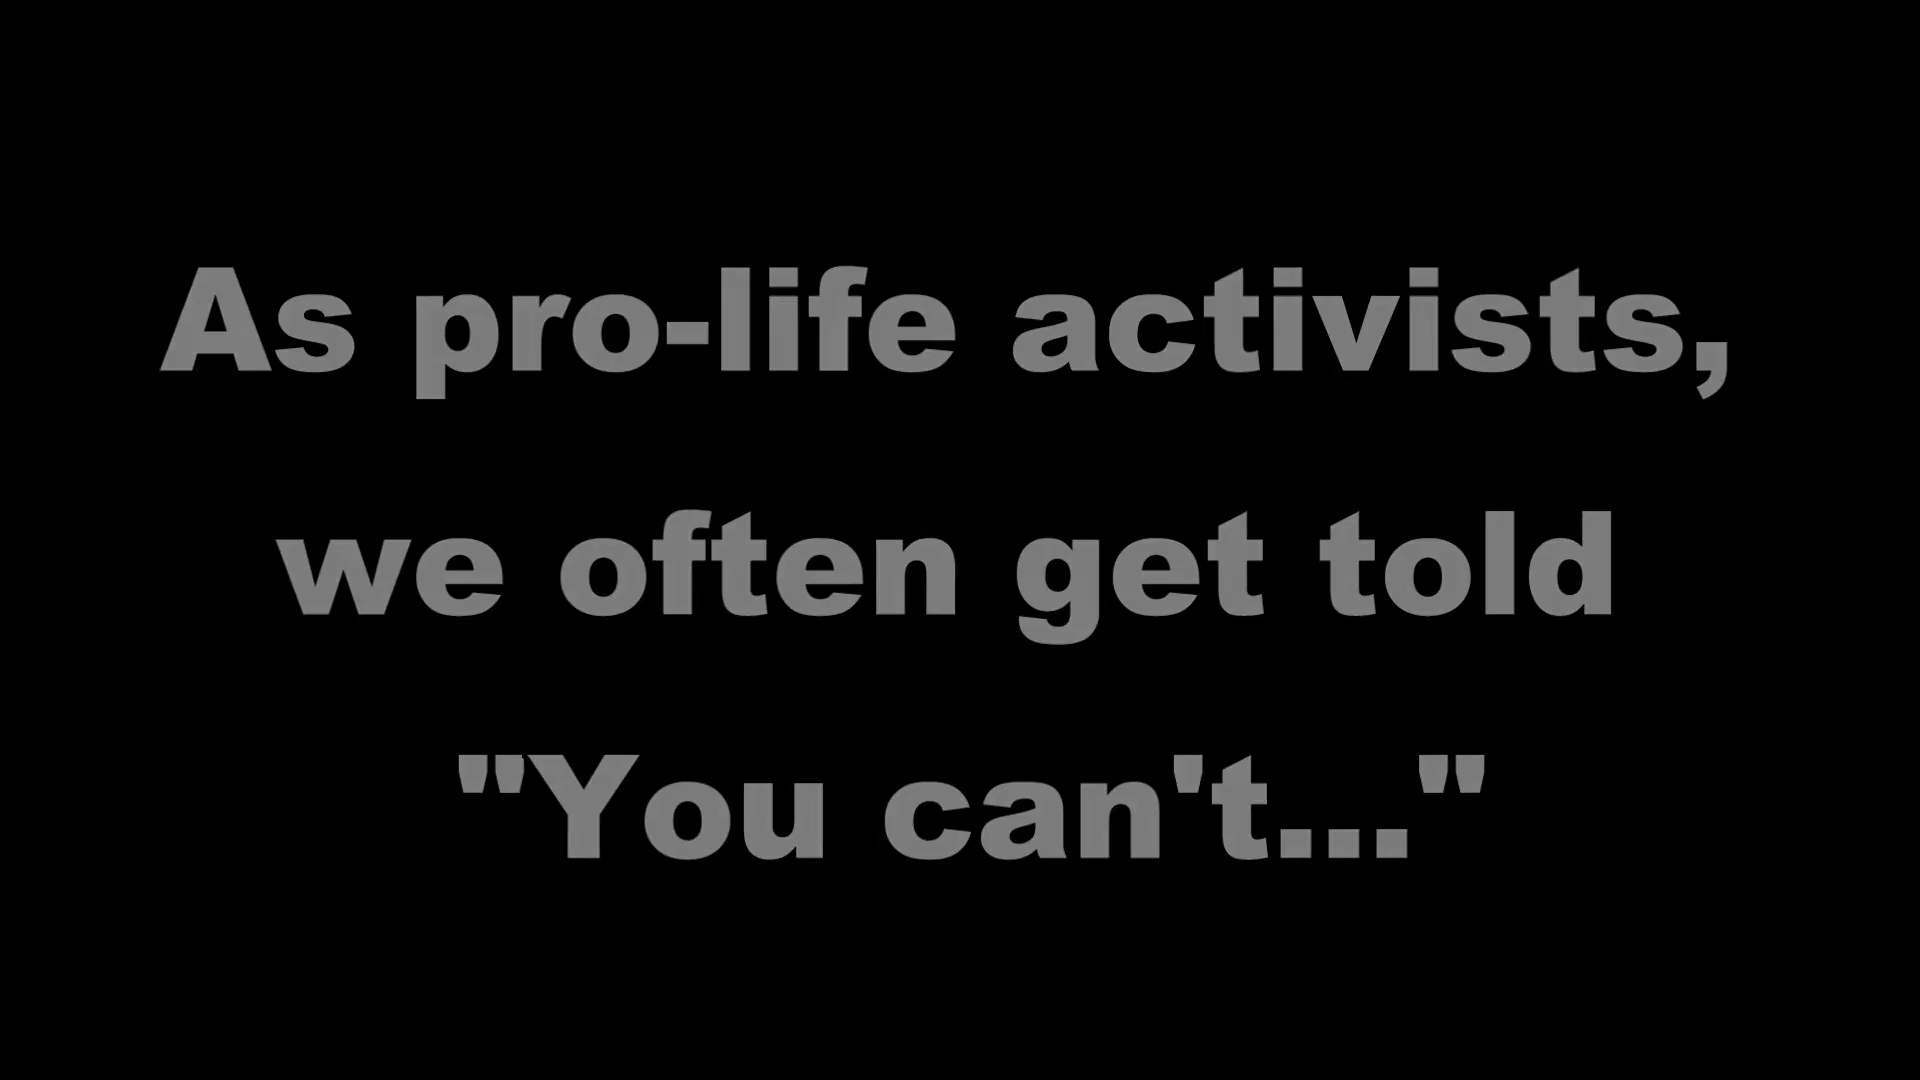 As pro-life activists,
we often get told
"You can't..."